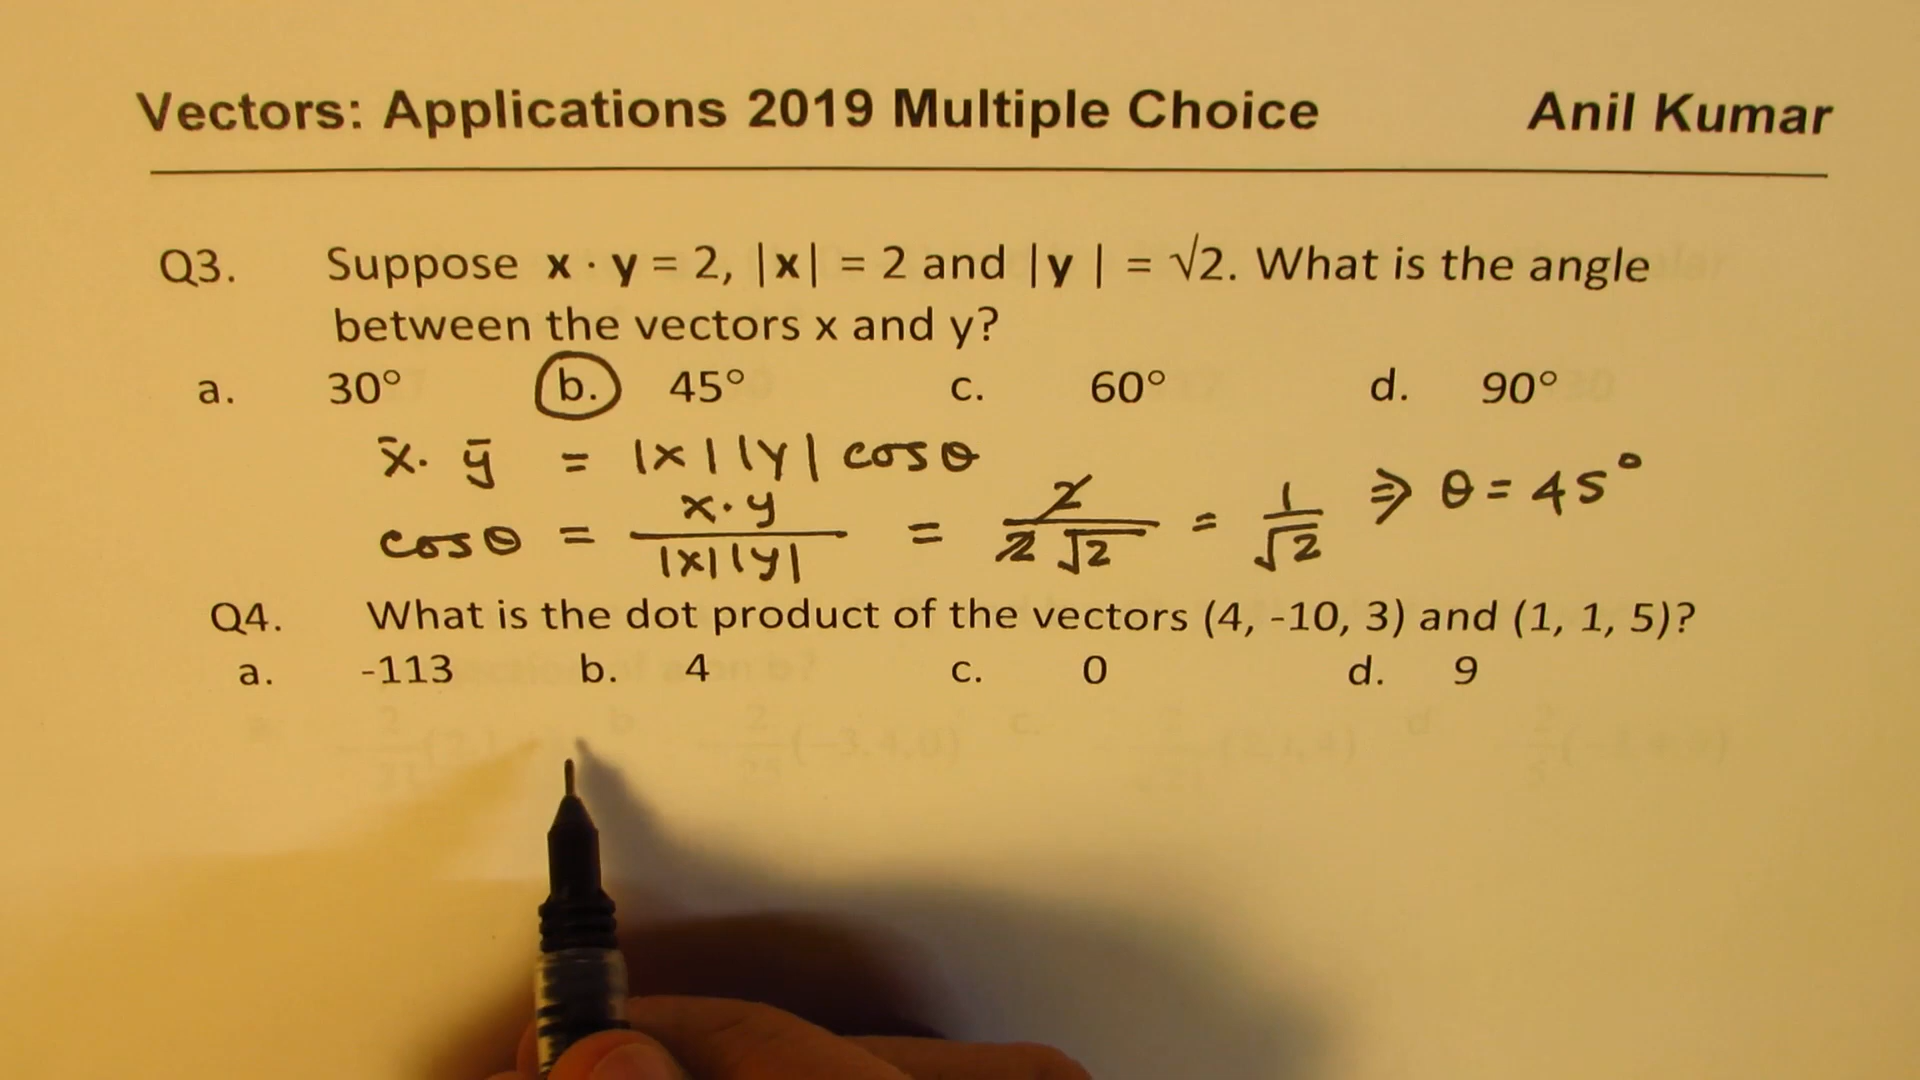 Vectors: Applications 2019 Multiple Choice Anil Kumar
Q3. Suppose x · y = 2, |x| = 2 and |y | = √2. What is the angle
between the vectors x and y?
a. 30° b. 45° c. 60° d. 90°
x̄. ȳ = |x| |y| cosθ
cosθ = x.y / |x| |y| = 2 / 2 √2 = 1 / √2 ⇒ θ = 45°
Q4. What is the dot product of the vectors (4, -10, 3) and (1, 1, 5)?
a. -113 b. 4 c. 0 d. 9